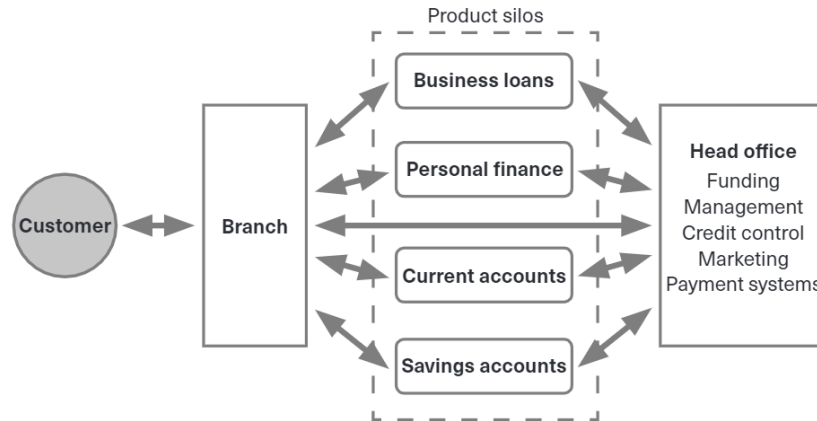 Product silos
Business loans
Personal finance
Customer
Branch
Current accounts
Savings accounts
Head office
Funding
Management
Credit control
Marketing
Payment systems